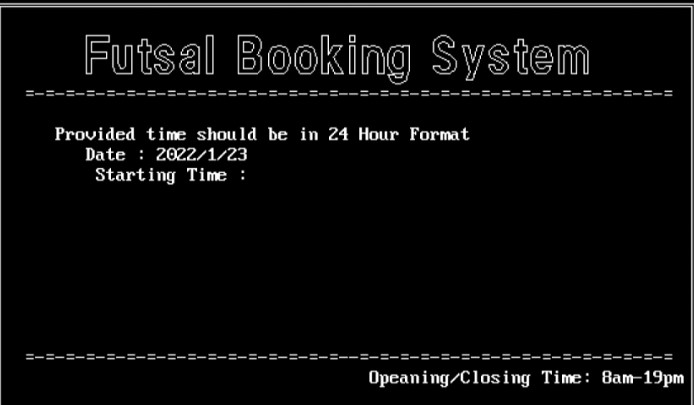 Futsal Booking System
=-=-=-=-=-=-=-=-=-=-=-=-=-=-=--=-=-=-=-=-=-=-=-=-=-=-=-=-=-=-=-=
Provided time should be in 24 Hour Format
Date : 2022/1/23
Starting Time :
=-=-=-=-=-=-=-=-=-=-=-=-=-=-=--=-=-=-=-=-=-=-=-=-=-=-=-=-=-=-=-=
Opeaning/Closing Time: 8am-19pm